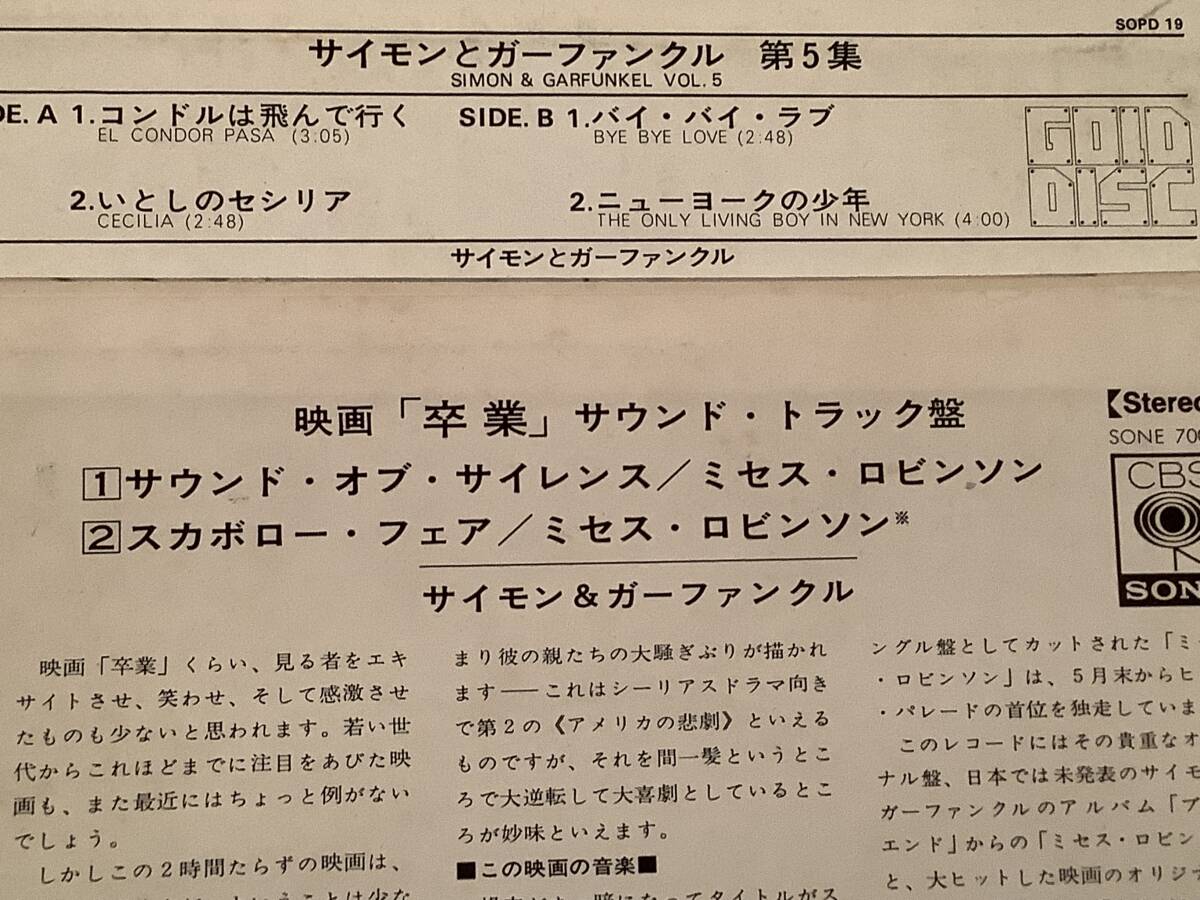 SOPD 19
サイモンとガーファンクル 第5集
SIMON & GARFUNKEL VOL. 5
DE. A 1.コンドルは飛んで行く
EL CONDOR PASA (3:05)
2.いとしのセシリア
CECILIA (2:48)
SIDE. B 1.バイ・バイ・ラブ
BYE BYE LOVE (2:48)
2.ニューヨークの少年
THE ONLY LIVING BOY IN NEW YORK (4:00)
GOLD
DISC
サイモンとガーファンクル
映画「卒業」サウンド・トラック盤
1 サウンド・オブ・サイレンス／ミセス・ロビンソン
2 スカボロー・フェア／ミセス・ロビンソン※
サイモン＆ガーファンクル
【Stereo
SONE 700
CBS
SON
映画「卒業」くらい、見る者をエキ
サイトさせ、笑わせ、そして感激させ
たものも少ないと思われます。若い世
代からこれほどまでに注目をあびた映
画も、また最近にはちょっと例がない
でしょう。
しかしこの2時間たらずの映画は、
まり彼の親たちの大騒ぎぶりが描かれ
ます――これはシーリアスドラマ向き
で第2の《アメリカの悲劇》といえる
ものですが、それを間一髪というとこ
ろで大逆転して大喜劇としているとこ
ろが妙味といえます。
■この映画の音楽■
ングル盤としてカットされた「ミ
・ロビンソン」は、5月末からヒ
・パレードの首位を独走していま
このレコードにはその貴重なオ
ナル盤、日本では未発表のサイモ
ガーファンクルのアルバム「ブ
エンド」からの「ミセス・ロビン
と、大ヒットした映画のオリジ